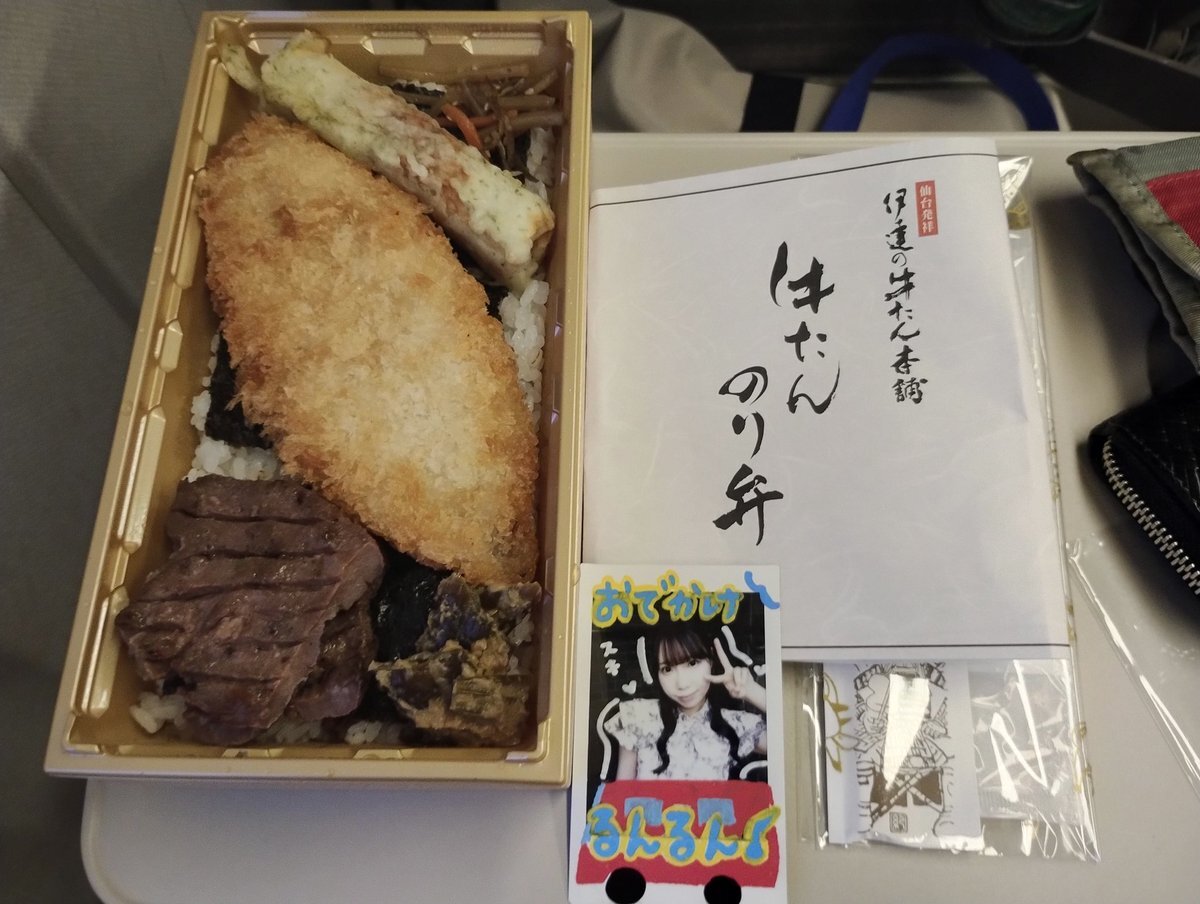 仙台発祥
伊達の牛たん本舗
牛たん
のり弁
おでかけ
スキ
るんるん♪